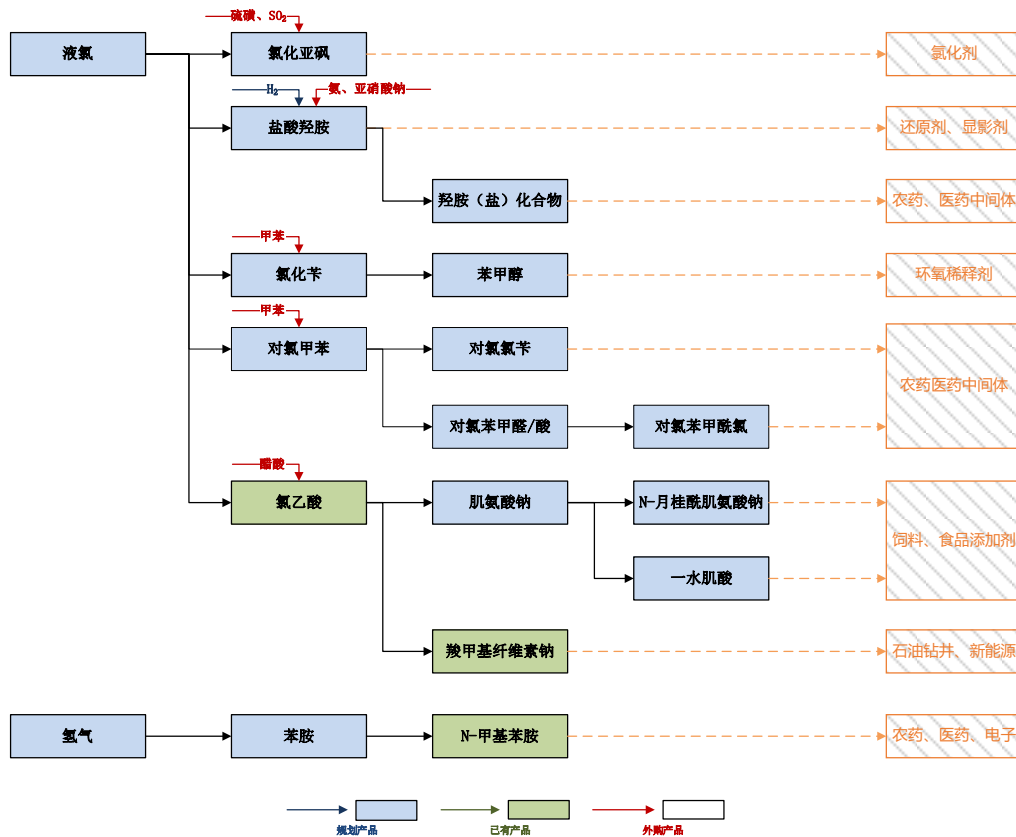 硫磺、SO₂
液氯
氯化亚砜
氯化剂
H₂
氨、亚硝酸钠
盐酸羟胺
还原剂、显影剂
羟胺（盐）化合物
农药、医药中间体
甲苯
氯化苄
苯甲醇
环氧稀释剂
甲苯
对氯甲苯
对氯氯苄
农药医药中间体
对氯苯甲醛/酸
对氯苯甲酰氯
醋酸
氯乙酸
肌氨酸钠
N-月桂酰肌氨酸钠
饲料、食品添加剂
一水肌酸
羧甲基纤维素钠
石油钻井、新能源
氢气
苯胺
N-甲基苯胺
农药、医药、电子
规划产品
已有产品
外购产品